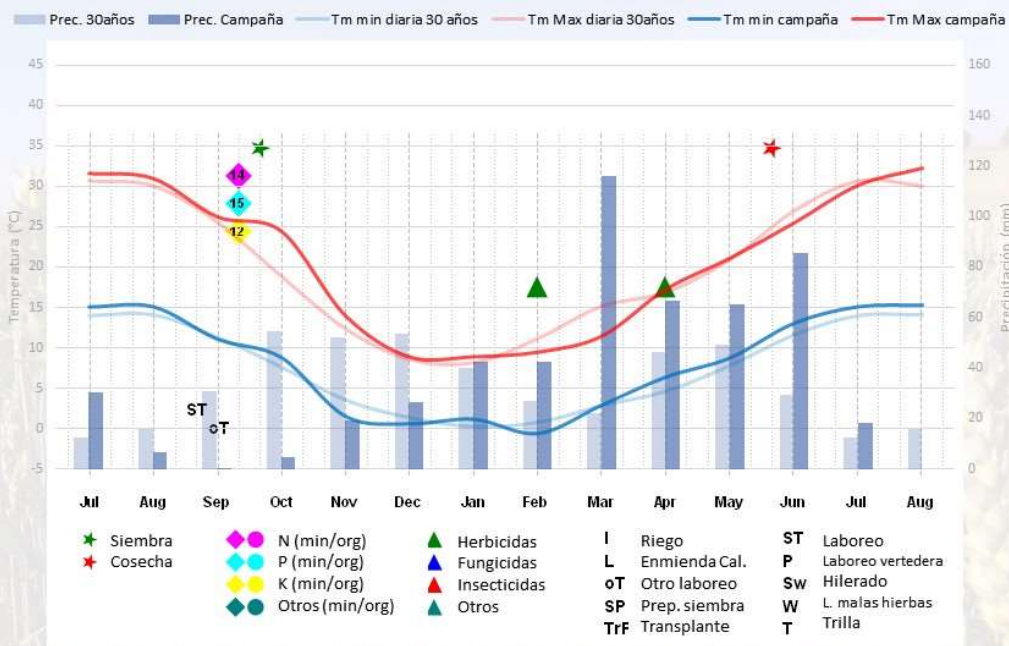 Prec. 30años Prec. Campaña Tm min diaria 30 años Tm Max diaria 30años Tm min campaña Tm Max campaña
Temperatura (°C)
45
40
35
30
25
20
15
10
5
0
-5
14
15
12
ST
oT
Precipitación (mm)
160
140
120
100
80
60
40
20
0
Jul Aug Sep Oct Nov Dec Jan Feb Mar Apr May Jun Jul Aug
Siembra
Cosecha
N (min/org)
P (min/org)
K (min/org)
Otros (min/org)
Herbicidas
Fungicidas
Insecticidas
Otros
I Riego
L Enmienda Cal.
oT Otro laboreo
SP Prep. siembra
TrF Transplante
ST Laboreo
P Laboreo vertedera
Sw Hilerado
W L. malas hierbas
T Trilla